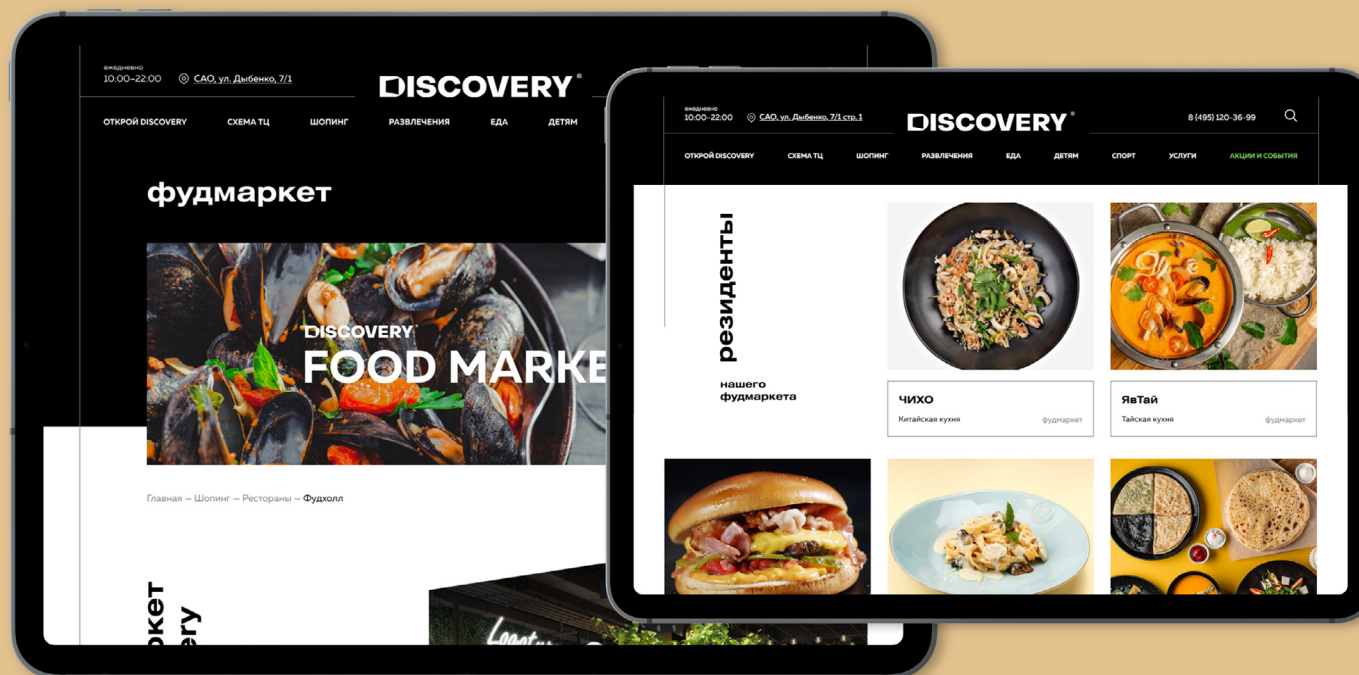 ежедневно
10:00–22:00
САО, ул. Дыбенко, 7/1
DISCOVERY®
ОТКРОЙ DISCOVERY
СХЕМА ТЦ
ШОПИНГ
РАЗВЛЕЧЕНИЯ
ЕДА
ДЕТЯМ
фудмаркет
DISCOVERY
FOOD MARKE
Главная — Шопинг — Рестораны — Фудхолл
ежедневно
10:00–22:00
САО, ул. Дыбенко, 7/1 стр. 1
DISCOVERY®
8 (495) 120-36-99
ОТКРОЙ DISCOVERY
СХЕМА ТЦ
ШОПИНГ
РАЗВЛЕЧЕНИЯ
ЕДА
ДЕТЯМ
СПОРТ
УСЛУГИ
АКЦИИ И СОБЫТИЯ
резиденты
нашего
фудмаркета
ЧИХО
Китайская кухня
фудмаркет
ЯвТай
Тайская кухня
фудмаркет